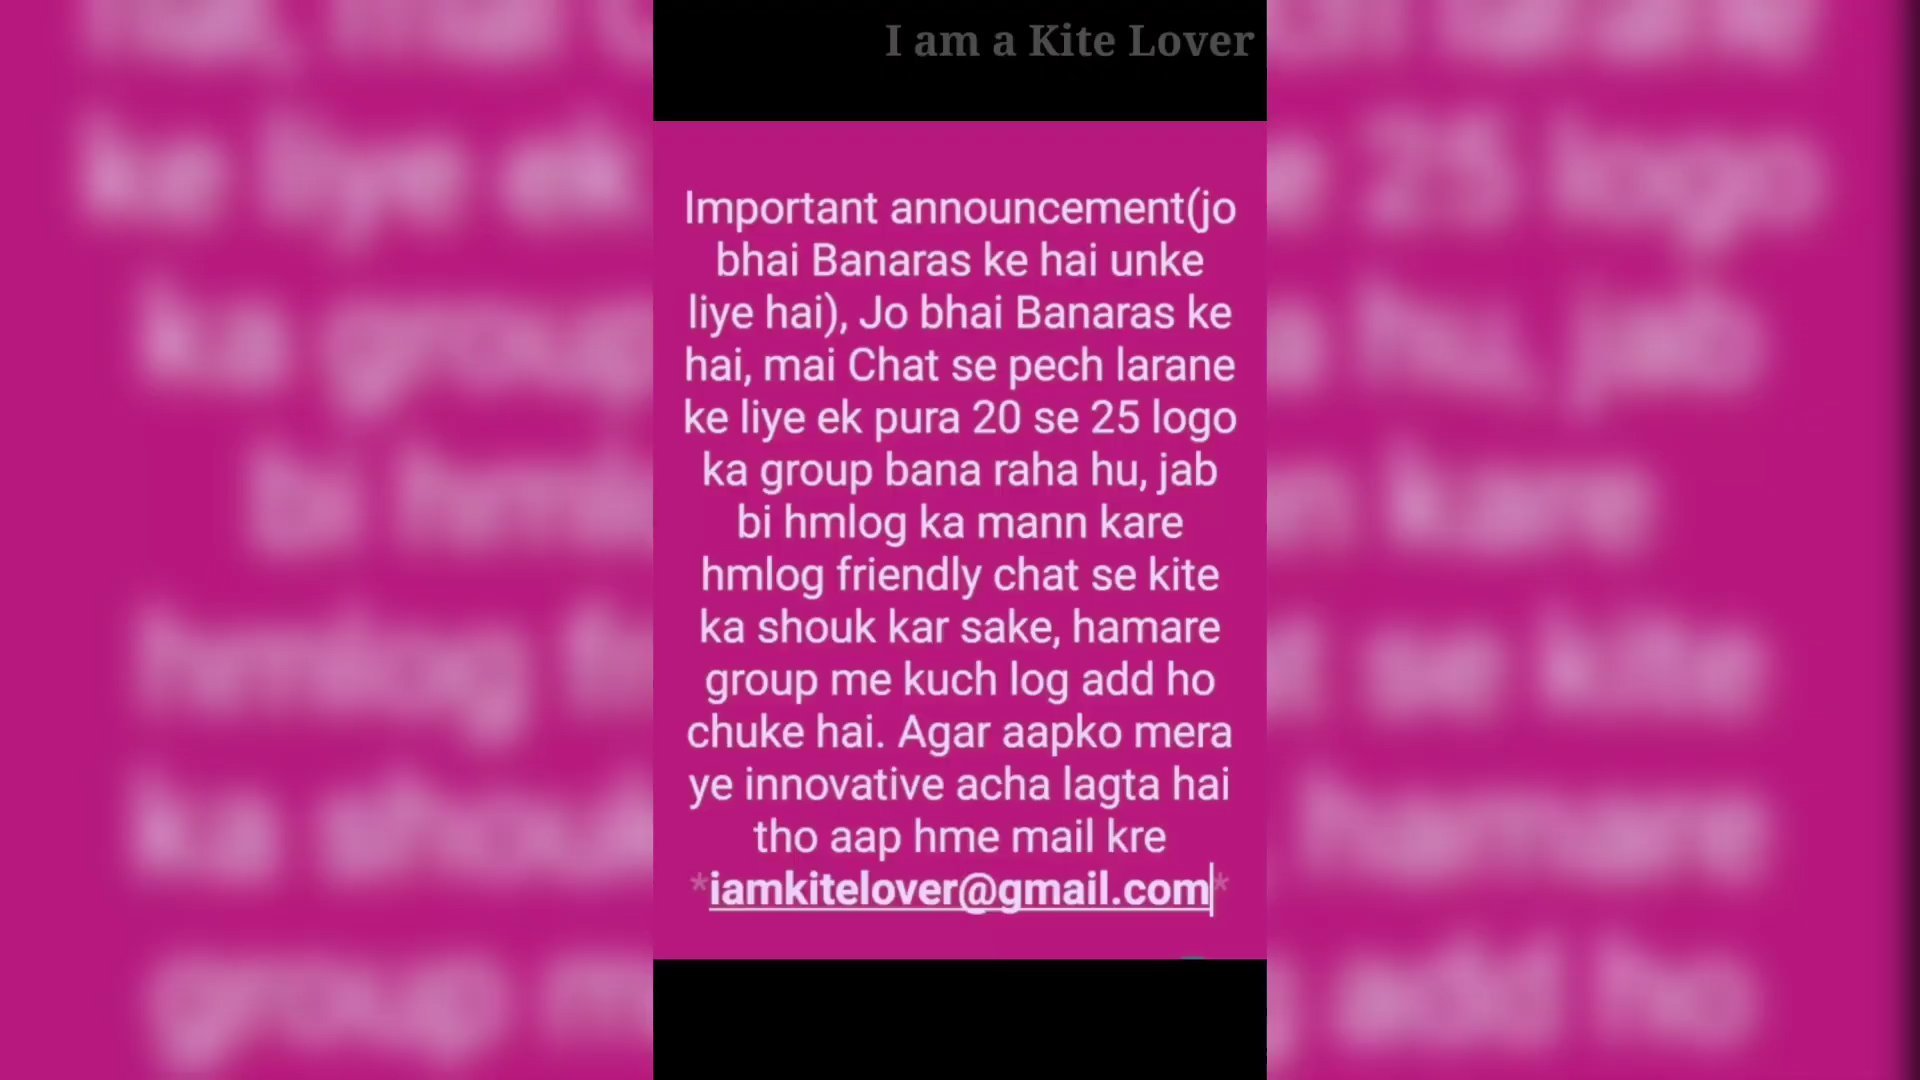 I am a Kite Lover
Important announcement(jo
bhai Banaras ke hai unke
liye hai), Jo bhai Banaras ke
hai, mai Chat se pech larane
ke liye ek pura 20 se 25 logo
ka group bana raha hu, jab
bi hmlog ka mann kare
hmlog friendly chat se kite
ka shouk kar sake, hamare
group me kuch log add ho
chuke hai. Agar aapko mera
ye innovative acha lagta hai
tho aap hme mail kre
*iamkitelover@gmail.com*